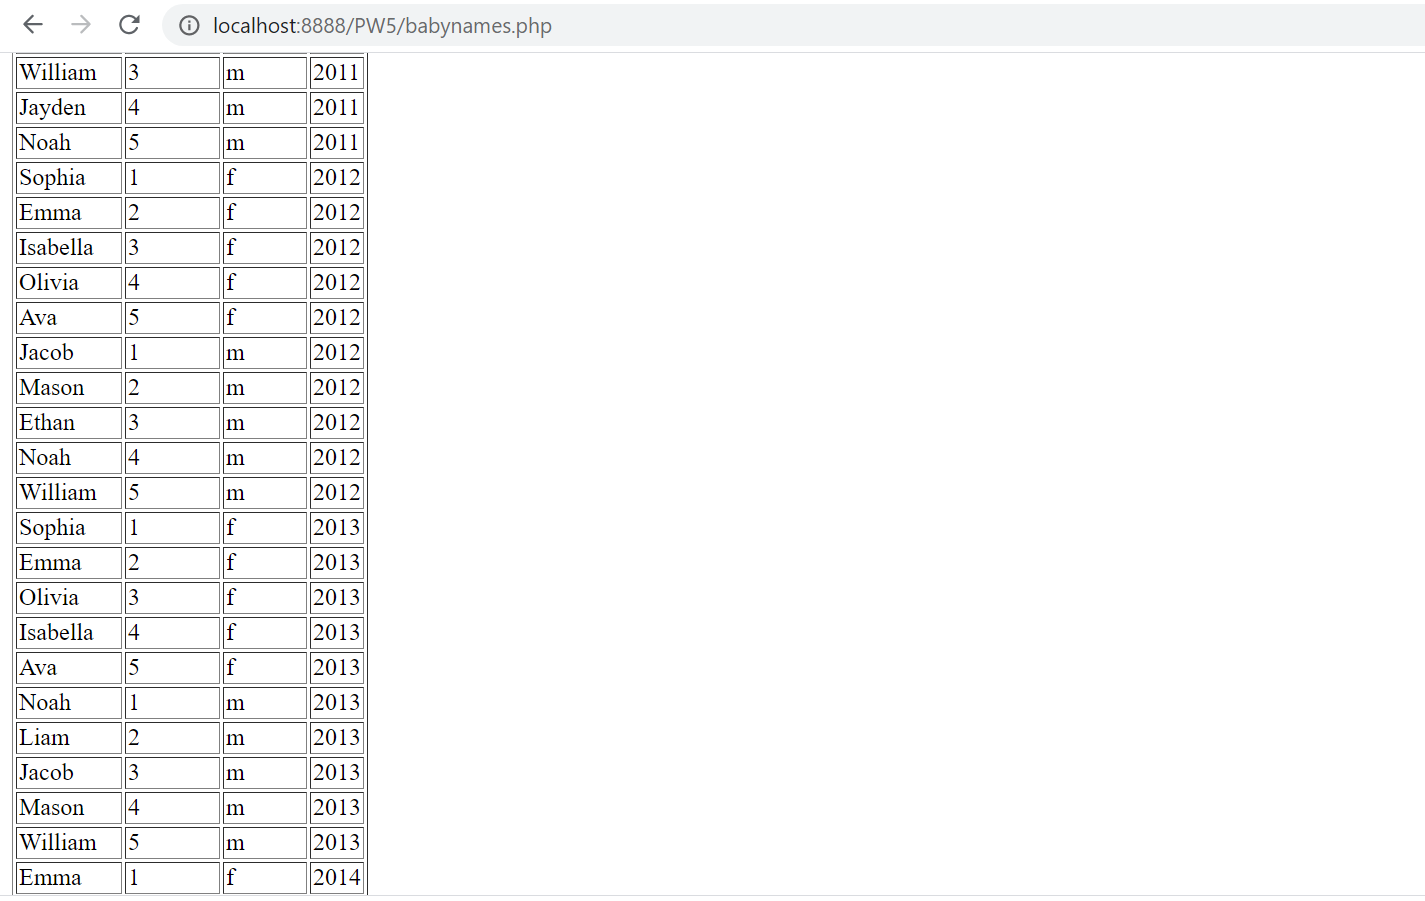 localhost:8888/PW5/babynames.php
William 3 m 2011
Jayden 4 m 2011
Noah 5 m 2011
Sophia 1 f 2012
Emma 2 f 2012
Isabella 3 f 2012
Olivia 4 f 2012
Ava 5 f 2012
Jacob 1 m 2012
Mason 2 m 2012
Ethan 3 m 2012
Noah 4 m 2012
William 5 m 2012
Sophia 1 f 2013
Emma 2 f 2013
Olivia 3 f 2013
Isabella 4 f 2013
Ava 5 f 2013
Noah 1 m 2013
Liam 2 m 2013
Jacob 3 m 2013
Mason 4 m 2013
William 5 m 2013
Emma 1 f 2014